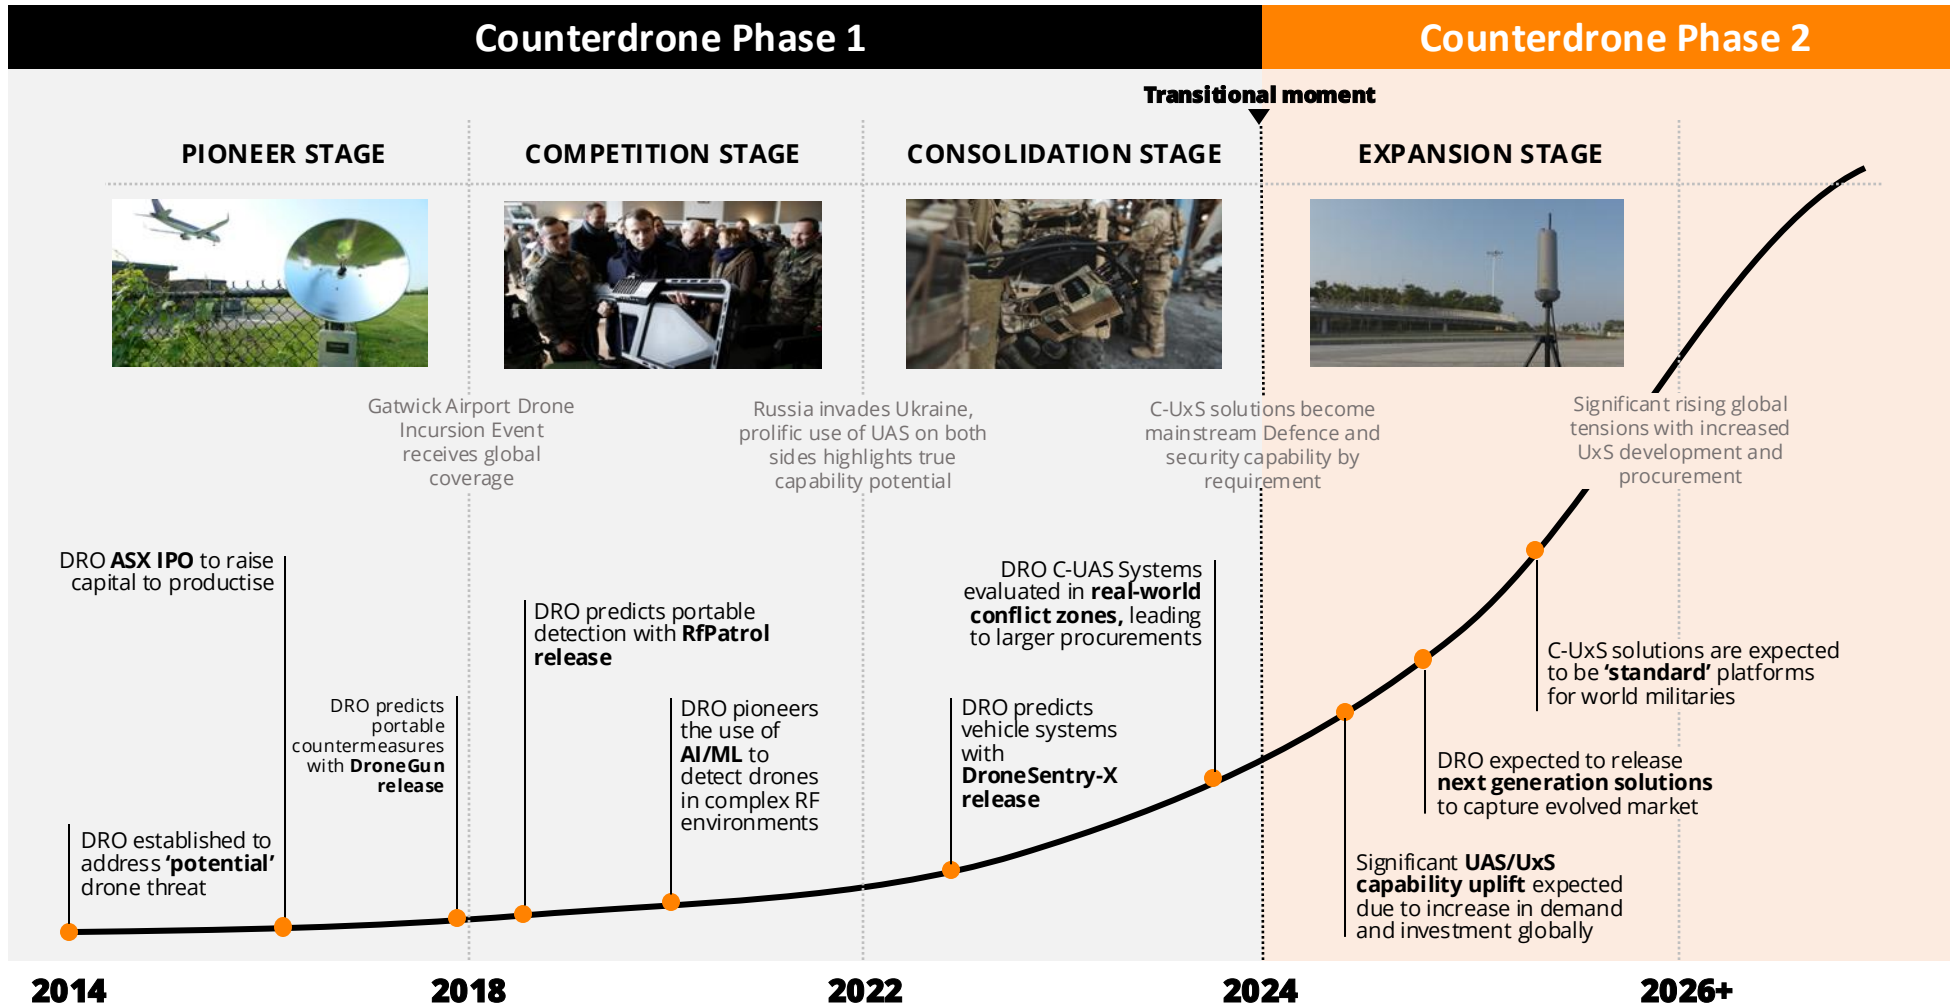 Counterdrone Phase 1
Counterdrone Phase 2
Transitional moment
PIONEER STAGE
COMPETITION STAGE
CONSOLIDATION STAGE
EXPANSION STAGE
Gatwick Airport Drone
Incursion Event
receives global
coverage
Russia invades Ukraine,
prolific use of UAS on both
sides highlights true
capability potential
C-UxS solutions become
mainstream Defence and
security capability by
requirement
Significant rising global
tensions with increased
UxS development and
procurement
DRO established to
address ‘potential’
drone threat
DRO ASX IPO to raise
capital to productise
DRO predicts
portable
countermeasures
with DroneGun
release
DRO predicts portable
detection with RfPatrol
release
DRO pioneers
the use of
AI/ML to
detect drones
in complex RF
environments
DRO predicts
vehicle systems
with
DroneSentry-X
release
DRO C-UAS Systems
evaluated in real-world
conflict zones, leading
to larger procurements
Significant UAS/UxS
capability uplift expected
due to increase in demand
and investment globally
DRO expected to release
next generation solutions
to capture evolved market
C-UxS solutions are expected
to be ‘standard’ platforms
for world militaries
2014
2018
2022
2024
2026+